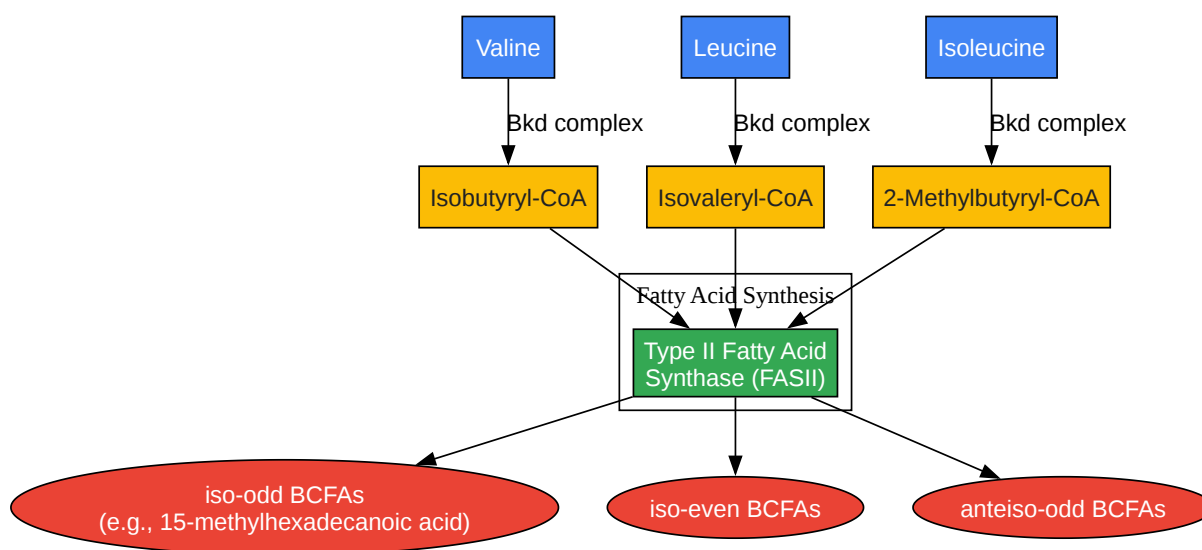 Valine
Leucine
Isoleucine
Bkd complex
Bkd complex
Bkd complex
Isobutyryl-CoA
Isovaleryl-CoA
2-Methylbutyryl-CoA
Fatty Acid Synthesis
Type II Fatty Acid
Synthase (FASII)
iso-odd BCFAs
(e.g., 15-methylhexadecanoic acid)
iso-even BCFAs
anteiso-odd BCFAs